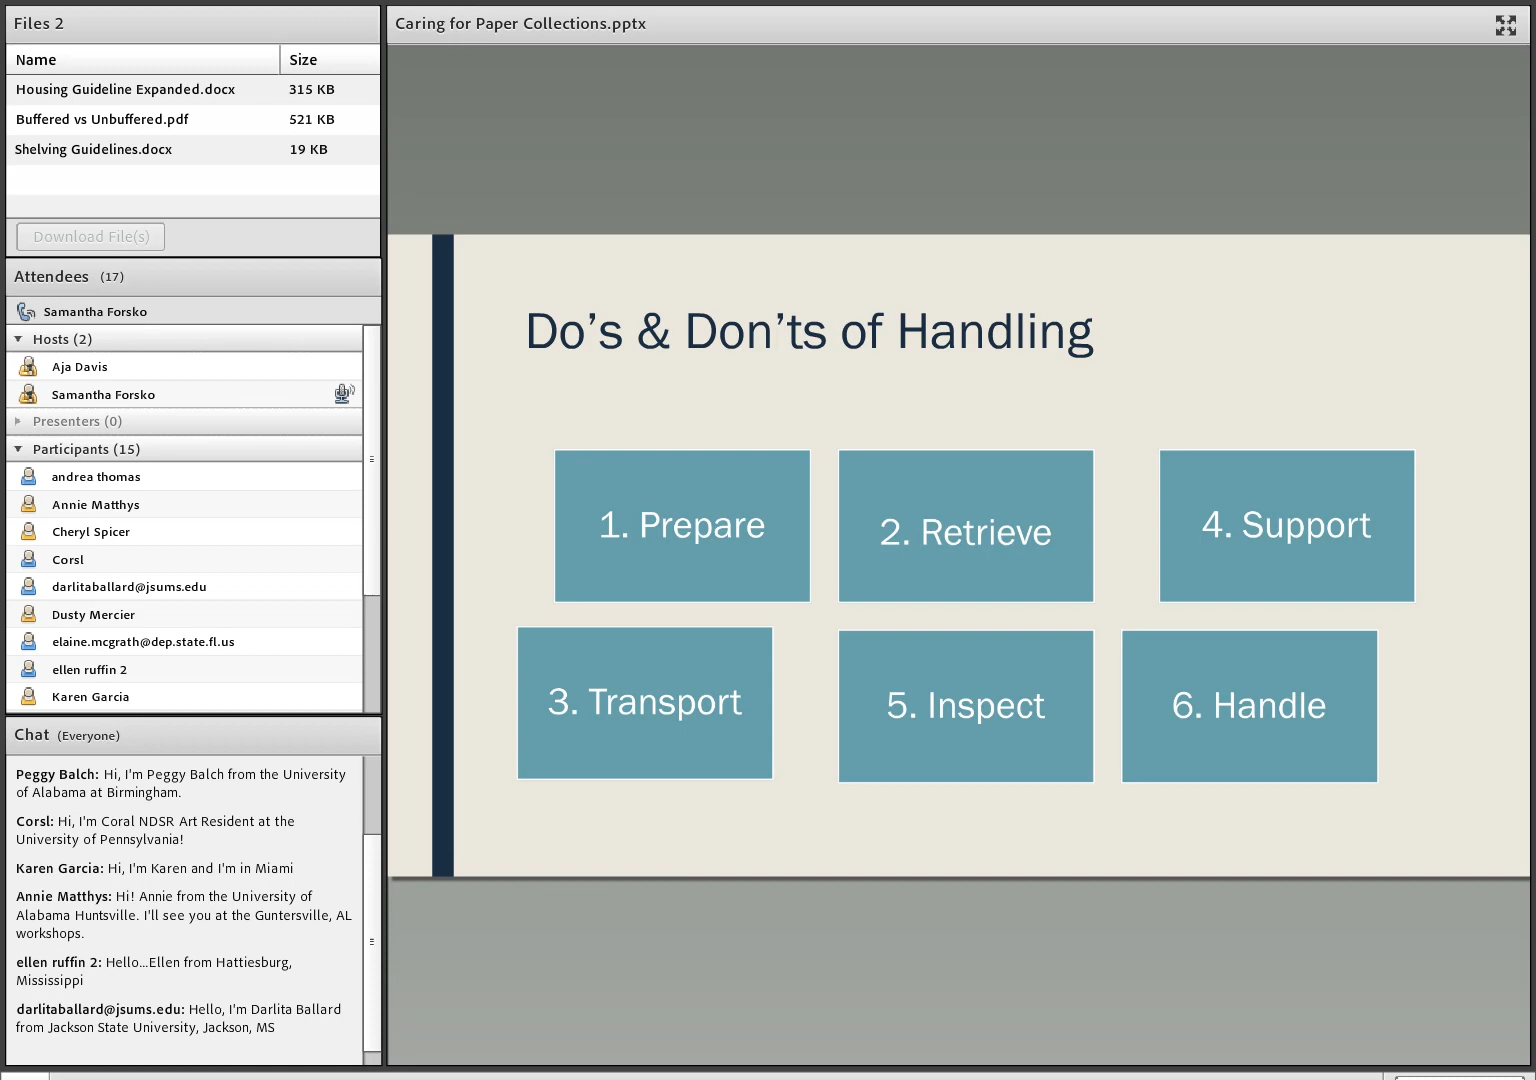 Files 2
Name Size
Housing Guideline Expanded.docx 315 KB
Buffered vs Unbuffered.pdf 521 KB
Shelving Guidelines.docx 19 KB
Download File(s)
Attendees (17)
Samantha Forsko
Hosts (2)
Aja Davis
Samantha Forsko
Presenters (0)
Participants (15)
andrea thomas
Annie Matthys
Cheryl Spicer
Corsl
darlitaballard@jsums.edu
Dusty Mercier
elaine.mcgrath@dep.state.fl.us
ellen ruffin 2
Karen Garcia
Chat (Everyone)
Peggy Balch: Hi, I'm Peggy Balch from the University
of Alabama at Birmingham.
Corsl: Hi, I'm Coral NDSR Art Resident at the
University of Pennsylvania!
Karen Garcia: Hi, I'm Karen and I'm in Miami
Annie Matthys: Hi! Annie from the University of
Alabama Huntsville. I'll see you at the Guntersville, AL
workshops.
ellen ruffin 2: Hello...Ellen from Hattiesburg,
Mississippi
darlitaballard@jsums.edu: Hello, I'm Darlita Ballard
from Jackson State University, Jackson, MS
Caring for Paper Collections.pptx
Do’s & Don’ts of Handling
1. Prepare
2. Retrieve
4. Support
3. Transport
5. Inspect
6. Handle